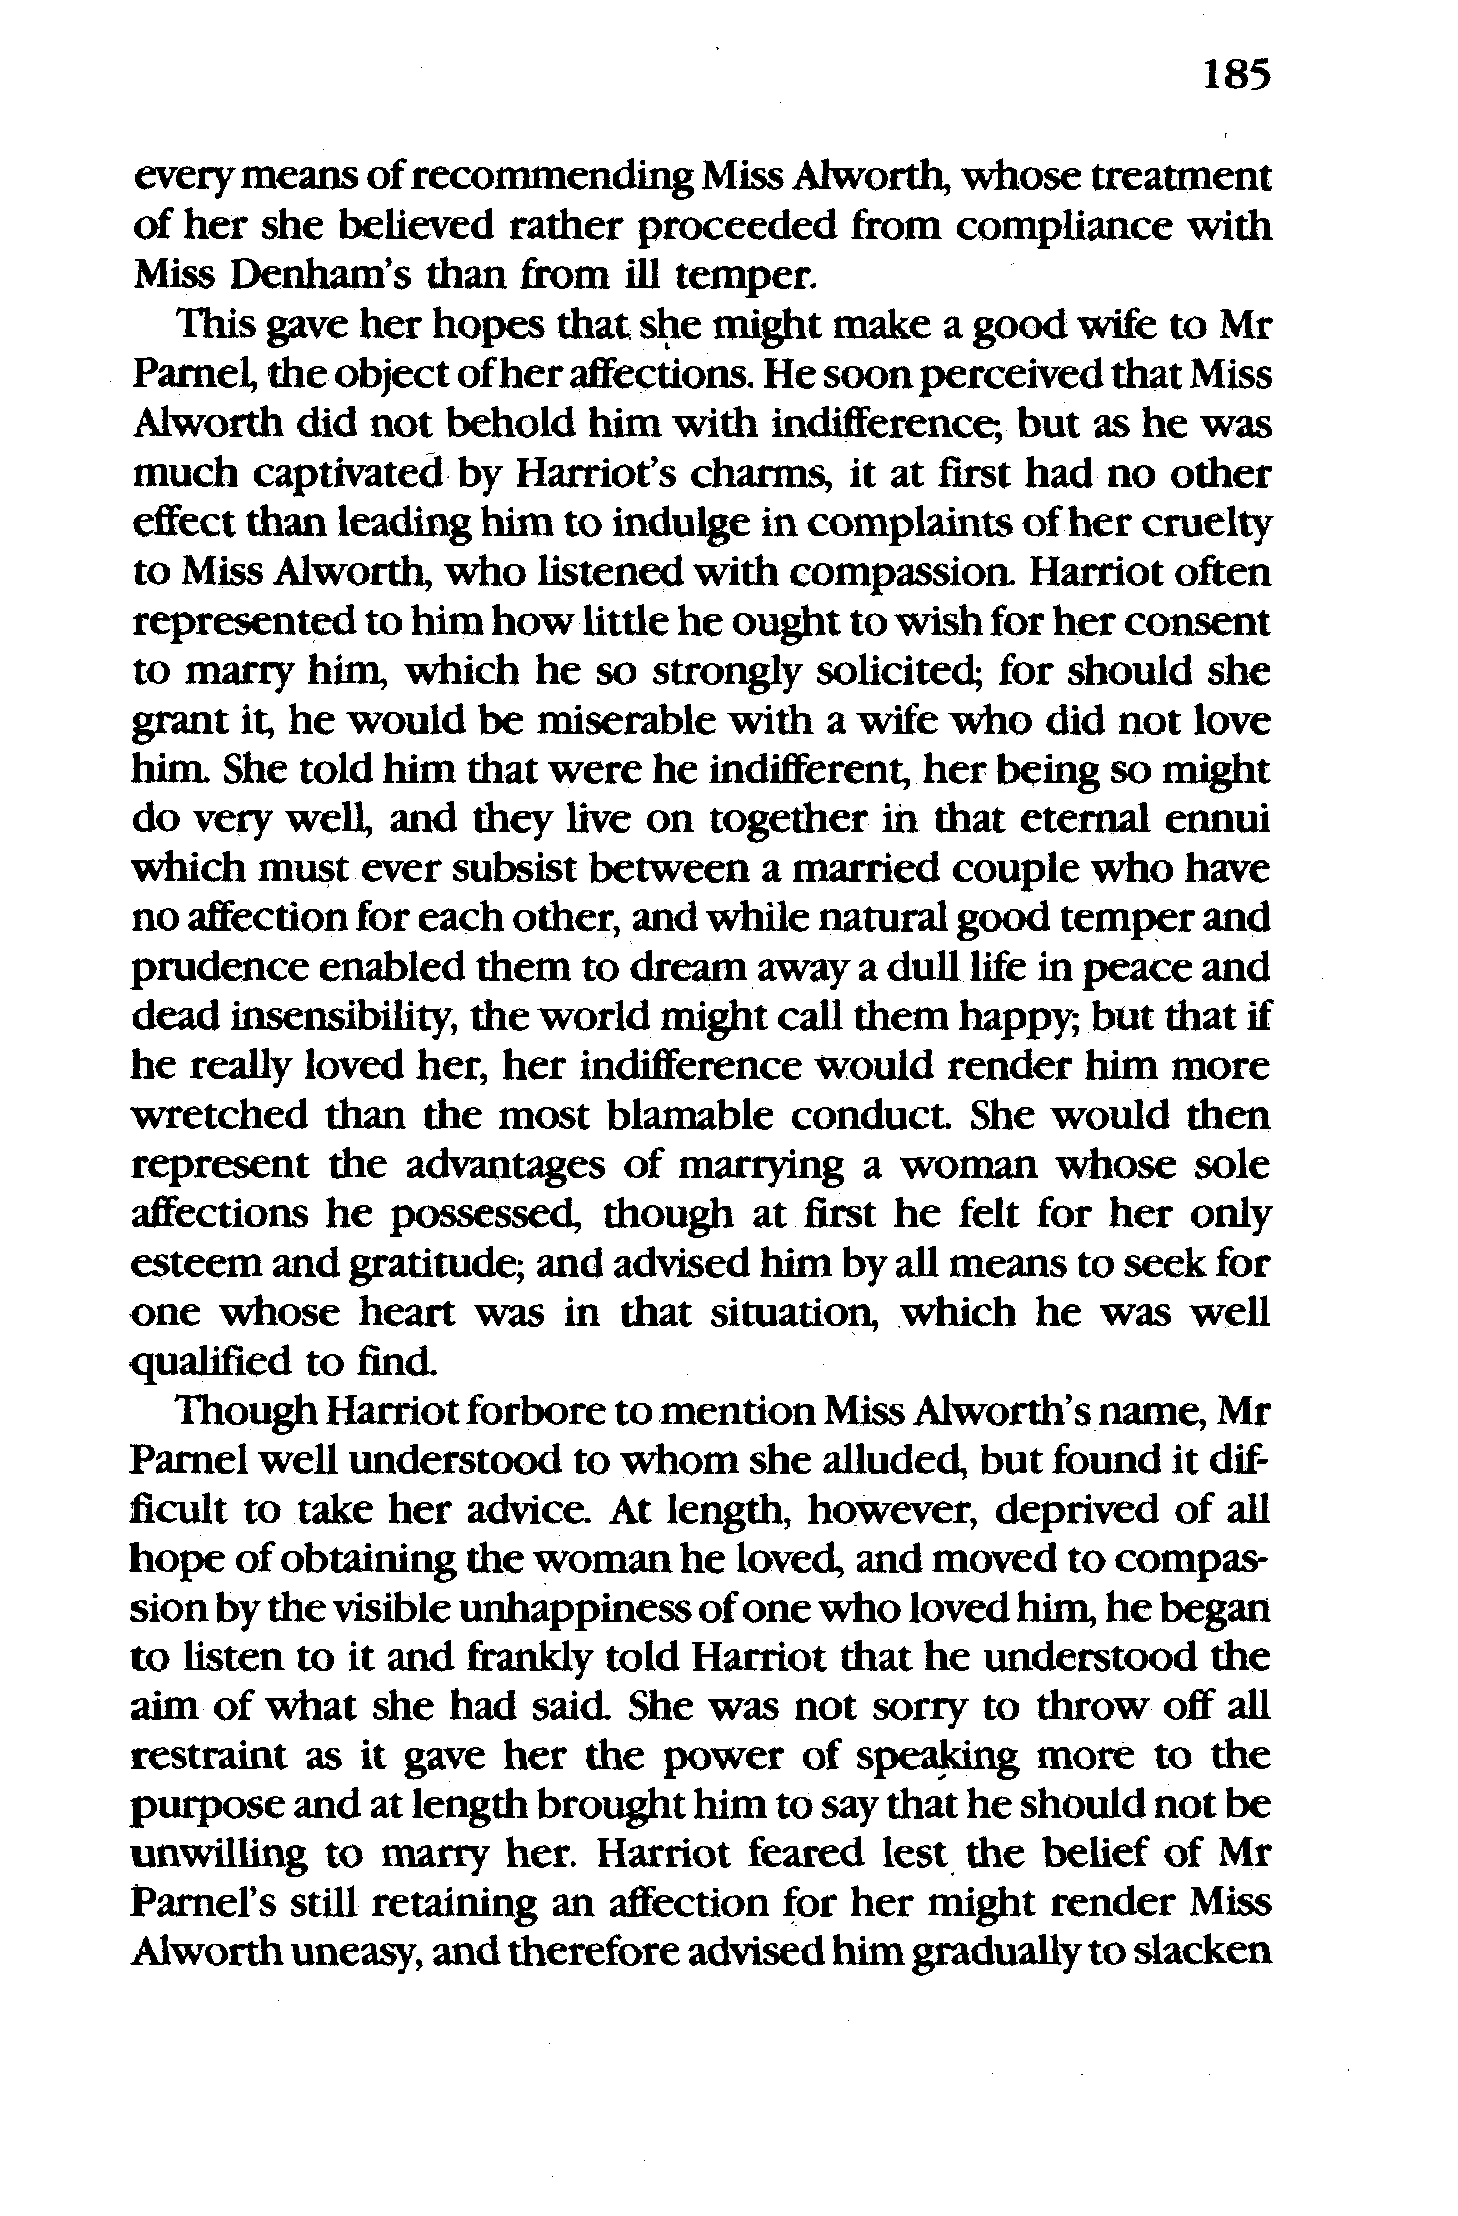 185
every means of recommending Miss Alworth, whose treatment
of her she believed rather proceeded from compliance with
Miss Denham's than from ill temper.
This gave her hopes that she might make a good wife to Mr
Parnel, the object of her affections. He soon perceived that Miss
Alworth did not behold him with indifference; but as he was
much captivated by Harriot's charms, it at first had no other
effect than leading him to indulge in complaints of her cruelty
to Miss Alworth, who listened with compassion. Harriot often
represented to him how little he ought to wish for her consent
to marry him, which he so strongly solicited; for should she
grant it, he would be miserable with a wife who did not love
him. She told him that were he indifferent, her being so might
do very well, and they live on together in that eternal ennui
which must ever subsist between a married couple who have
no affection for each other, and while natural good temper and
prudence enabled them to dream away a dull life in peace and
dead insensibility, the world might call them happy; but that if
he really loved her, her indifference would render him more
wretched than the most blamable conduct. She would then
represent the advantages of marrying a woman whose sole
affections he possessed, though at first he felt for her only
esteem and gratitude; and advised him by all means to seek for
one whose heart was in that situation, which he was well
qualified to find.
Though Harriot forbore to mention Miss Alworth's name, Mr
Parnel well understood to whom she alluded, but found it dif-
ficult to take her advice. At length, however, deprived of all
hope of obtaining the woman he loved, and moved to compas-
sion by the visible unhappiness of one who loved him, he began
to listen to it and frankly told Harriot that he understood the
aim of what she had said. She was not sorry to throw off all
restraint as it gave her the power of speaking more to the
purpose and at length brought him to say that he should not be
unwilling to marry her. Harriot feared lest the belief of Mr
Parnel's still retaining an affection for her might render Miss
Alworth uneasy, and therefore advised him gradually to slacken